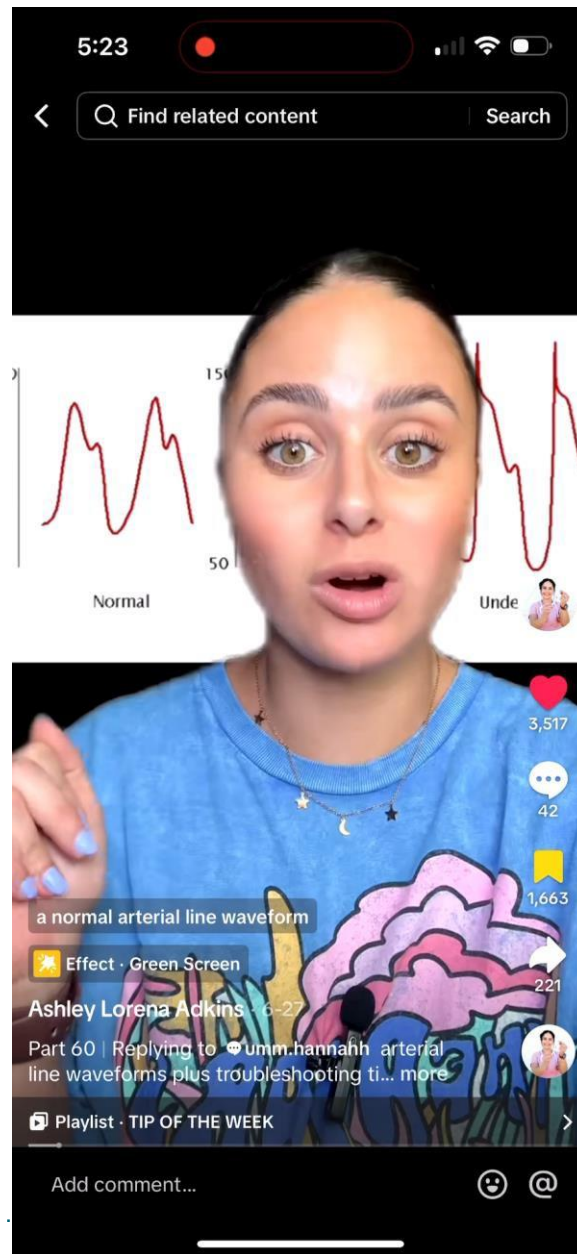 5:23
Find related content Search
150
50
Normal
Unde
3,517
42
1,663
221
a normal arterial line waveform
Effect · Green Screen
Ashley Lorena Adkins · 6-27
Part 60 | Replying to umm.hannahh arterial
line waveforms plus troubleshooting ti... more
Playlist · TIP OF THE WEEK
Add comment...